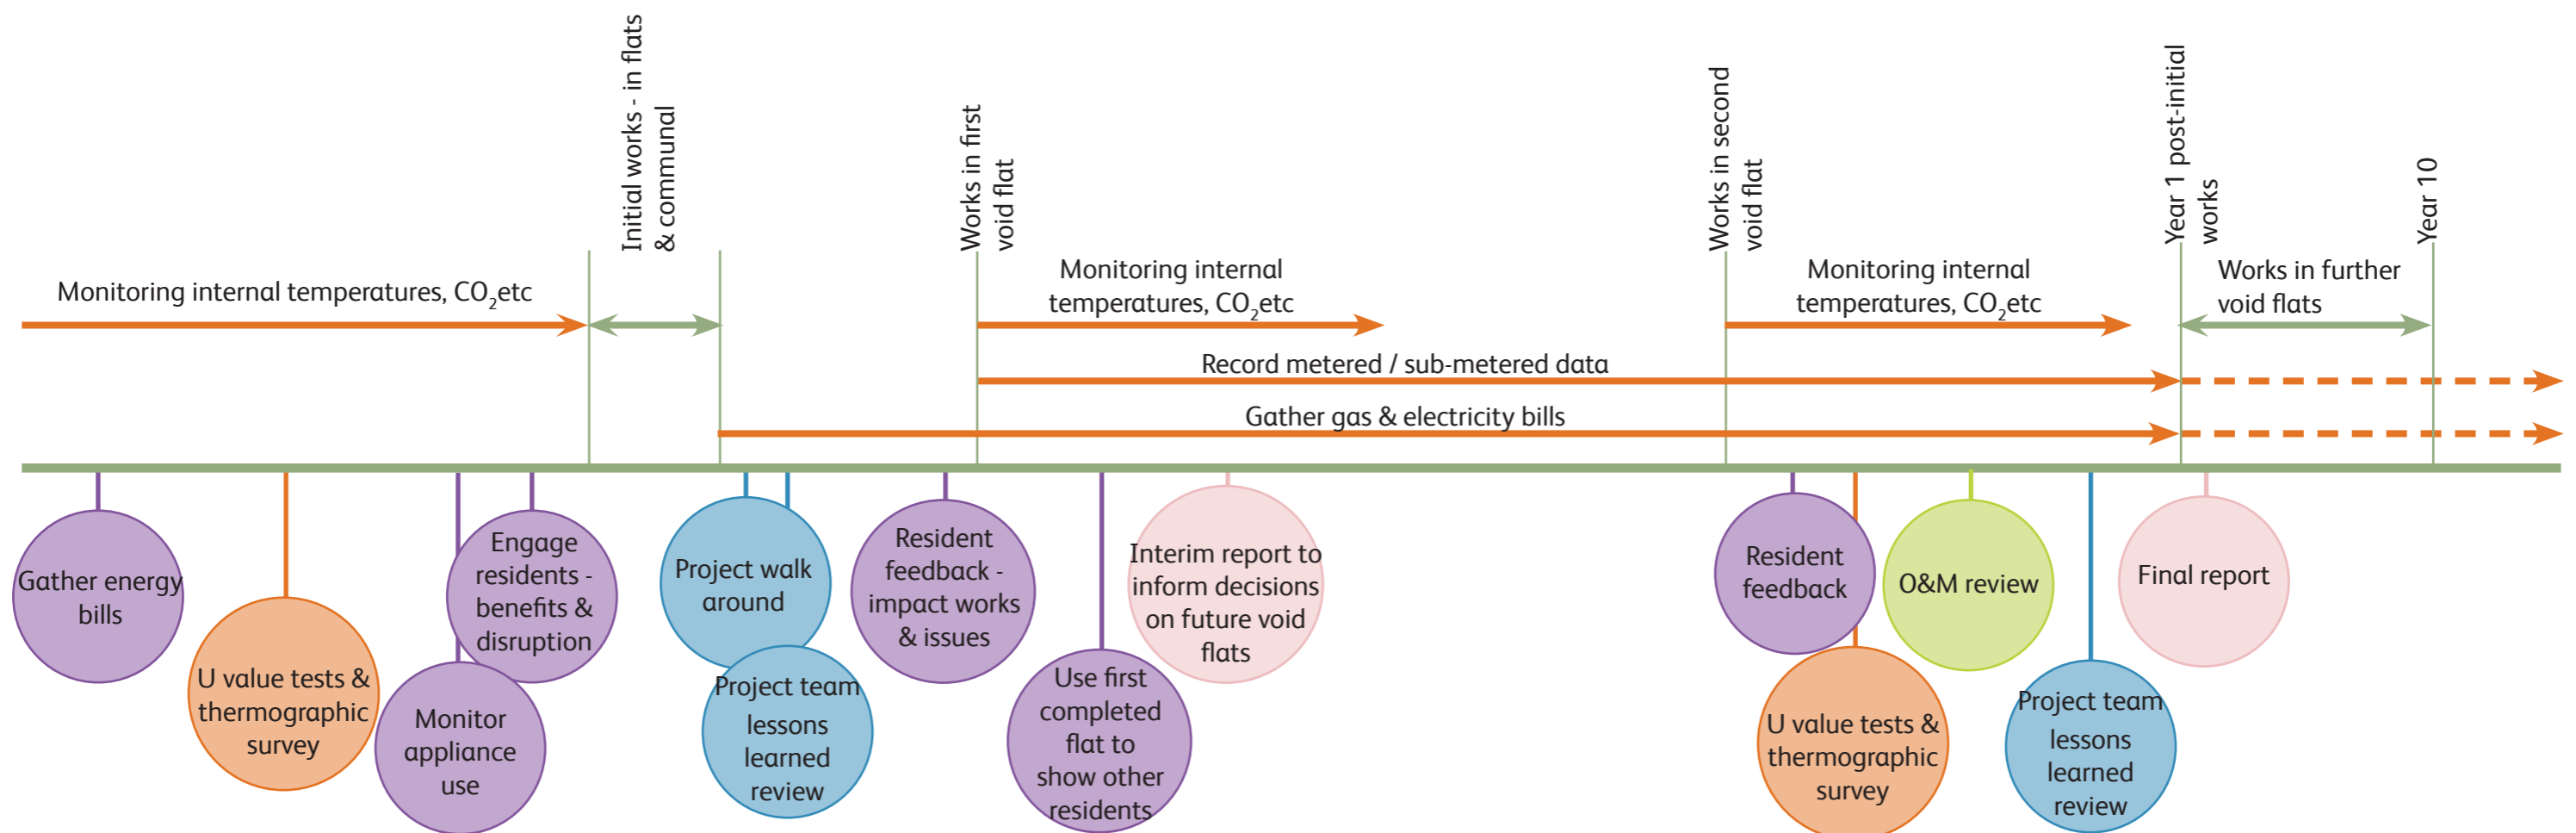 Initial works - in flats
& communal
Works in first
void flat
Works in second
void flat
Year 1 post-initial
works
Year 10
Monitoring internal temperatures, CO₂etc
Monitoring internal
temperatures, CO₂etc
Monitoring internal
temperatures, CO₂etc
Works in further
void flats
Record metered / sub-metered data
Gather gas & electricity bills
Gather energy
bills
U value tests &
thermographic
survey
Monitor
appliance
use
Engage
residents -
benefits &
disruption
Project walk
around
Project team
lessons
learned
review
Resident
feedback -
impact works
& issues
Use first
completed
flat to
show other
residents
Interim report to
inform decisions
on future void
flats
Resident
feedback
U value tests &
thermographic
survey
O&M review
Project team
lessons
learned
review
Final report